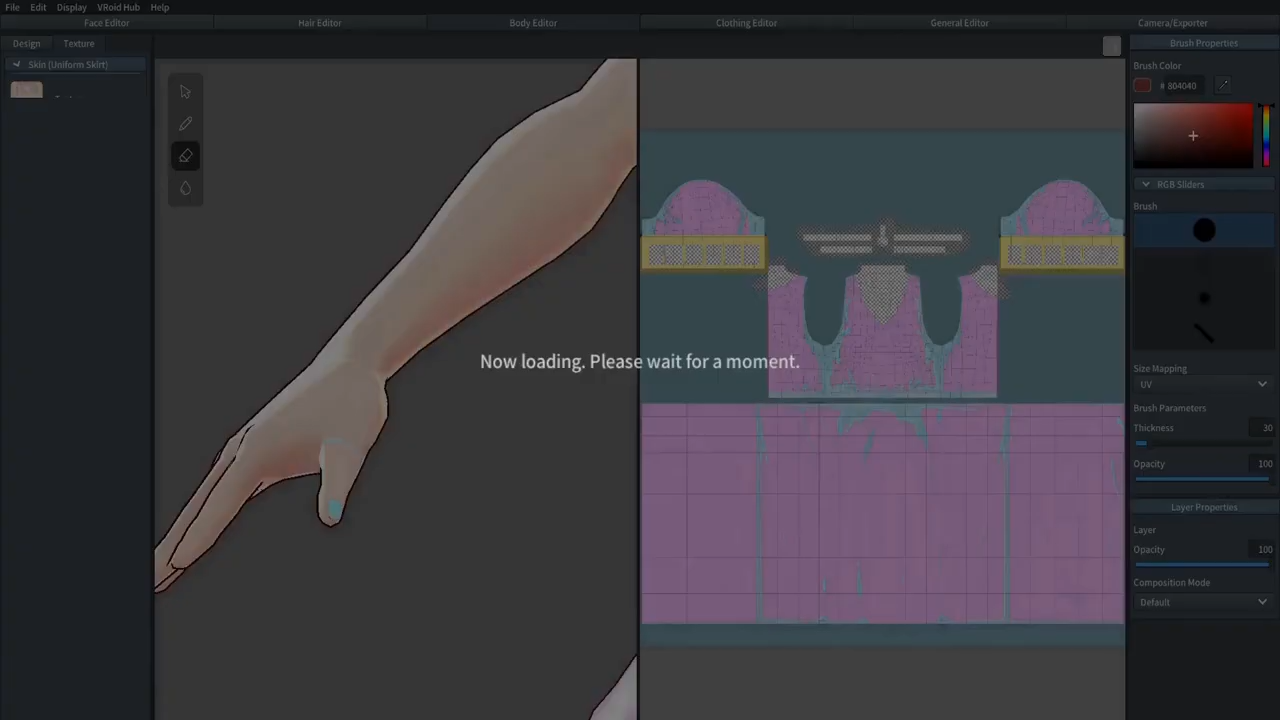 File Edit Display VRoid Hub Help
Face Editor Hair Editor Body Editor Clothing Editor General Editor Camera/Exporter
Design Texture
Brush Properties
Skin (Uniform Skirt)
Brush Color
# 804040
RGB Sliders
Brush
Now loading. Please wait for a moment.
Size Mapping
UV
Brush Parameters
Thickness 30
Opacity 100
Layer Properties
Layer
Opacity 100
Composition Mode
Default